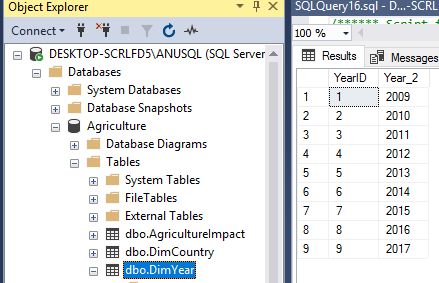 Object Explorer
Connect
DESKTOP-SCRLFD5\ANUSQL (SQL Server
Databases
System Databases
Database Snapshots
Agriculture
Database Diagrams
Tables
System Tables
FileTables
External Tables
dbo.AgricultureImpact
dbo.DimCountry
dbo.DimYear
SQLQuery16.sql - D...-SCRLF
100 %
Results Messages
YearID Year_2
1 1 2009
2 2 2010
3 3 2011
4 4 2012
5 5 2013
6 6 2014
7 7 2015
8 8 2016
9 9 2017